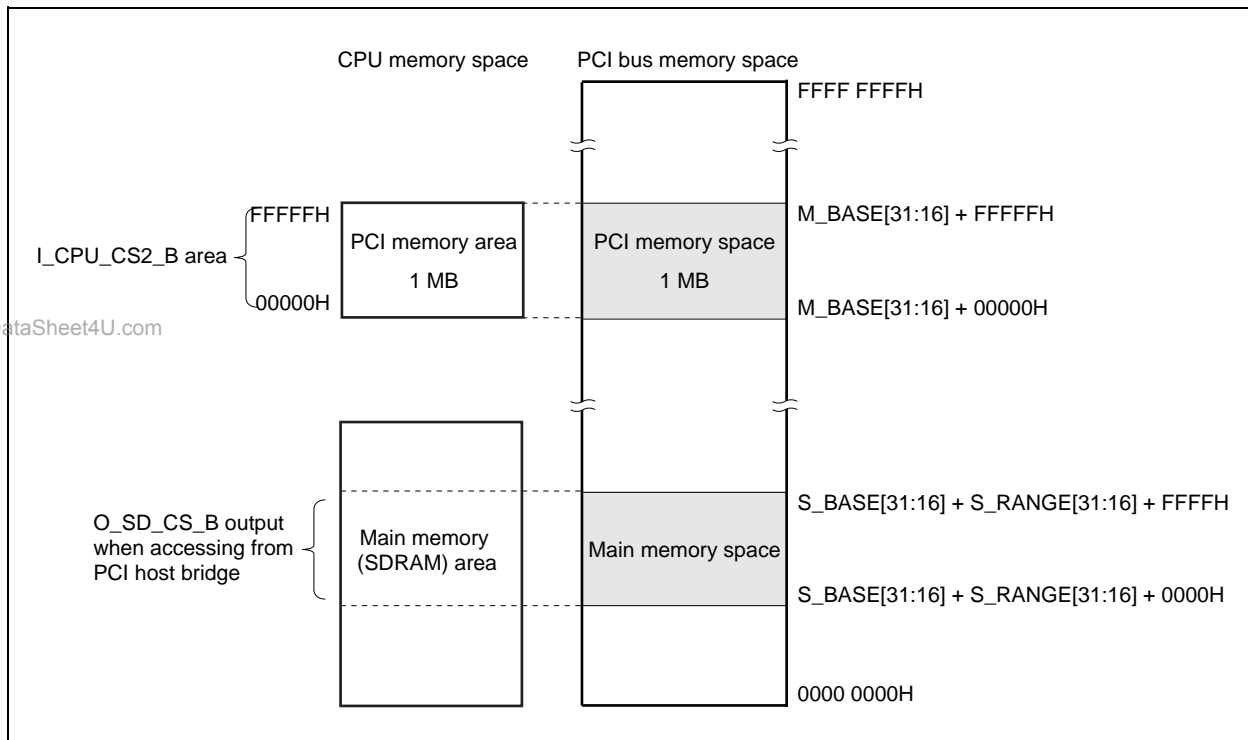 CPU memory space
PCI bus memory space
FFFF FFFFH
FFFFFH
M_BASE[31:16] + FFFFFH
PCI memory area
1 MB
PCI memory space
1 MB
I_CPU_CS2_B area
00000H
M_BASE[31:16] + 00000H
DataSheet4U.com
S_BASE[31:16] + S_RANGE[31:16] + FFFFH
O_SD_CS_B output
when accessing from
PCI host bridge
Main memory
(SDRAM) area
Main memory space
S_BASE[31:16] + S_RANGE[31:16] + 0000H
0000 0000H